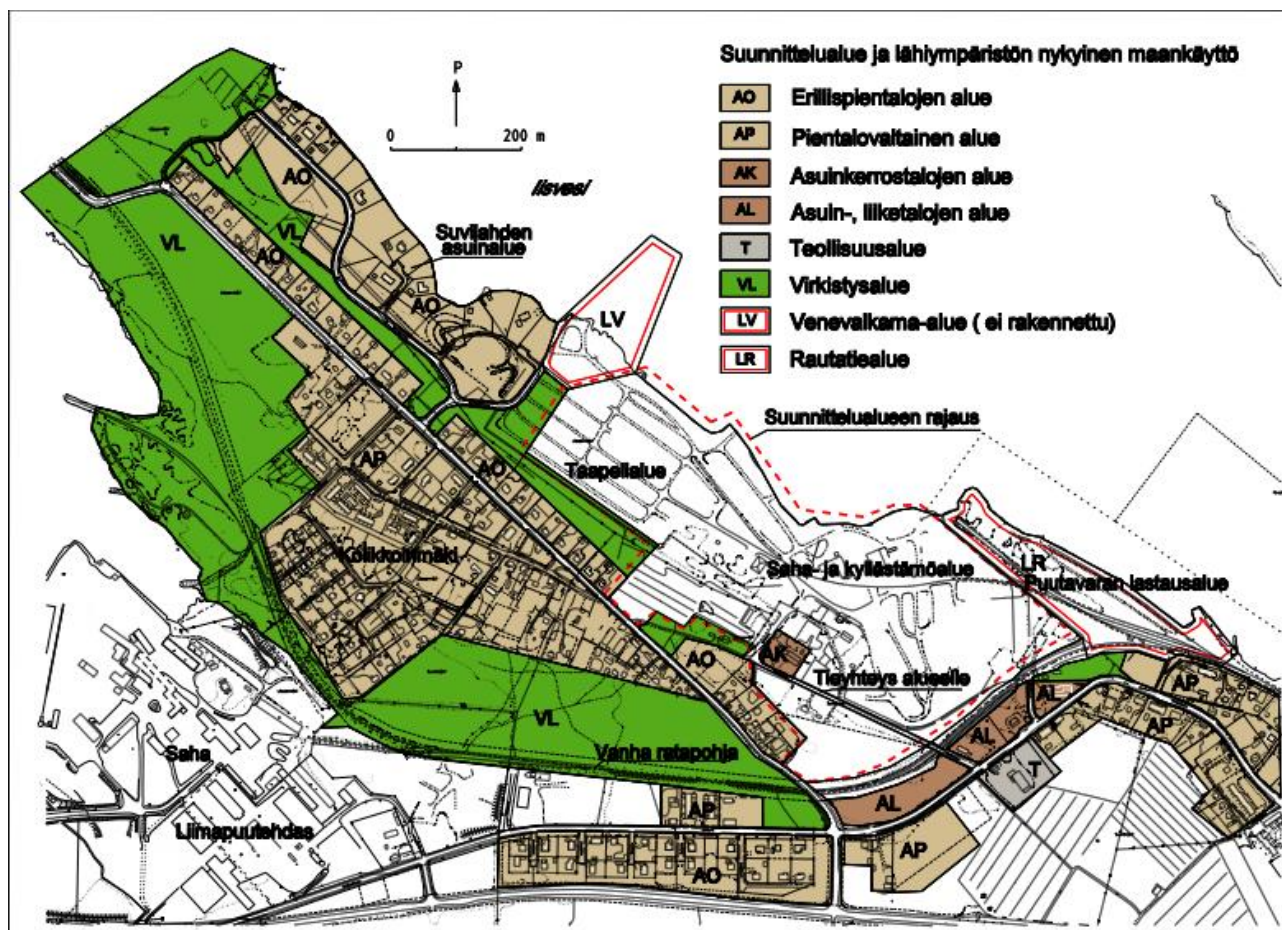 Suunnittelualue ja lähiympäristön nykyinen maankäyttö
AO Erillispientalojen alue
AP Pientalovaltainen alue
AK Asuinkerrostalojen alue
AL Asuin-, liiketalojen alue
T Teollisuusalue
VL Virkistysalue
LV Venevalkama-alue ( ei rakennettu)
LR Rautatiealue
P
0 200 m
Iisvesi
AO
VL
VL
AO
Suvilahden
asuinalue
AO
LV
Suunnittelualueen rajaus
AP
AO
Taapelialue
Kolikkoinmäki
Saha- ja kyllästämöalue
LR
Puutavaran lastausalue
AO
AK
Tieyhteys akselille
AL
AP
VL
AL
AP
Saha
Vanha ratapohja
T
Liimapuutehdas
AP
AL
AP
AO